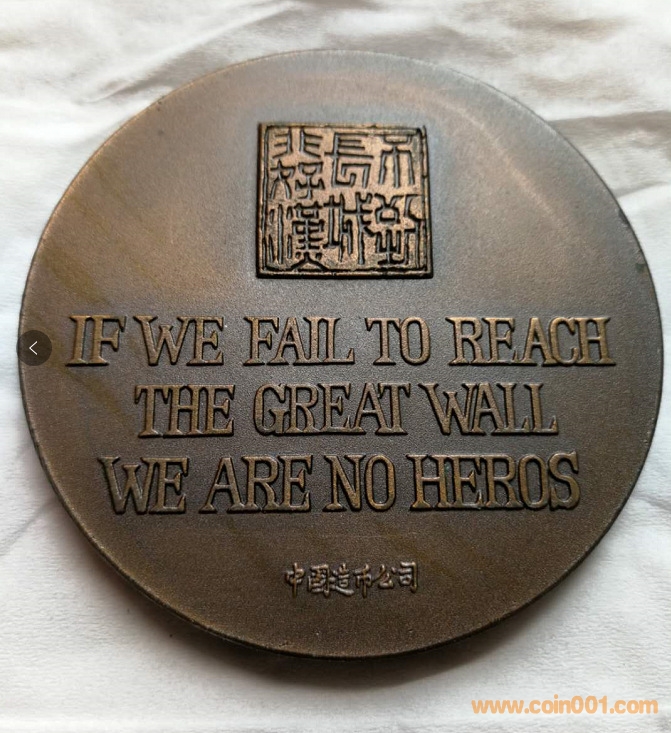 不到
長城
非好漢
IF WE FAIL TO REACH
THE GREAT WALL
WE ARE NO HEROS
中國造币公司
www.coin001.com